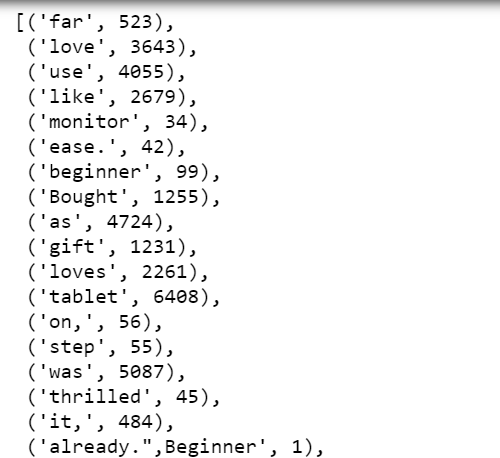 [('far', 523),
('love', 3643),
('use', 4055),
('like', 2679),
('monitor', 34),
('ease.', 42),
('beginner', 99),
('Bought', 1255),
('as', 4724),
('gift', 1231),
('loves', 2261),
('tablet', 6408),
('on,', 56),
('step', 55),
('was', 5087),
('thrilled', 45),
('it,', 484),
('already.",Beginner', 1),